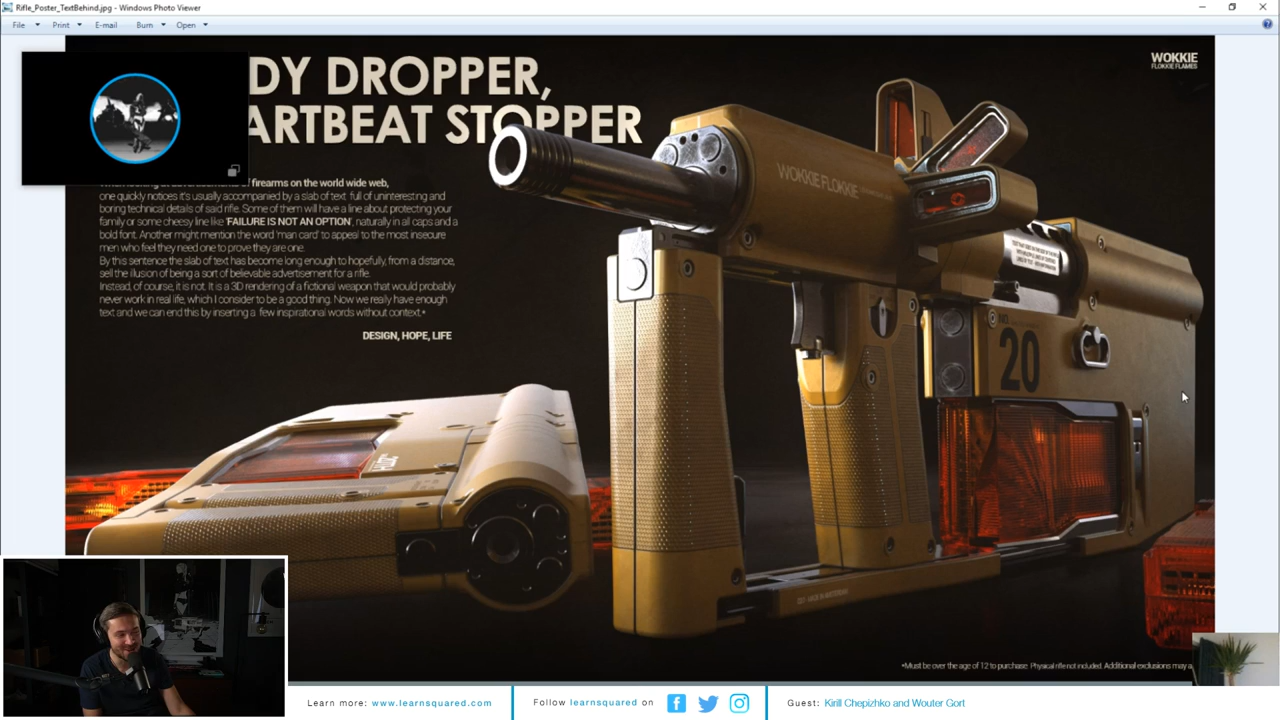 Rifle_Poster_TextBehind.jpg - Windows Photo Viewer
File Print E-mail Burn Open
DY DROPPER,
ARTBEAT STOPPER
WOKKIE
FLOKKIE FLAMES
firearms on the world wide web,
one quickly notices it's usually accompanied by a slab of text full of uninteresting and
boring technical details of said rifle. Some of them will have a line about protecting your
family or some cheesy line like 'FAILURE IS NOT AN OPTION', naturally in all caps and a
bold font. Another might mention the word 'man card' to appeal to the most insecure
men who feel they need one to prove they are one.
By this sentence the slab of text has become long enough to hopefully, from a distance,
sell the illusion of being a sort of believable advertisement for a rifle.
Instead, of course, it is not. It is a 3D rendering of a fictional weapon that would probably
never work in real life, which I consider to be a good thing. Now we really have enough
text and we can end this by inserting a few inspirational words without context.*
DESIGN, HOPE, LIFE
WOKKIE FLOKKIE
20
*Must be over the age of 12 to purchase. Physical rifle not included. Additional exclusions may a
Learn more: www.learnsquared.com
Follow learnsquared on
Guest: Kirill Chepizhko and Wouter Gort